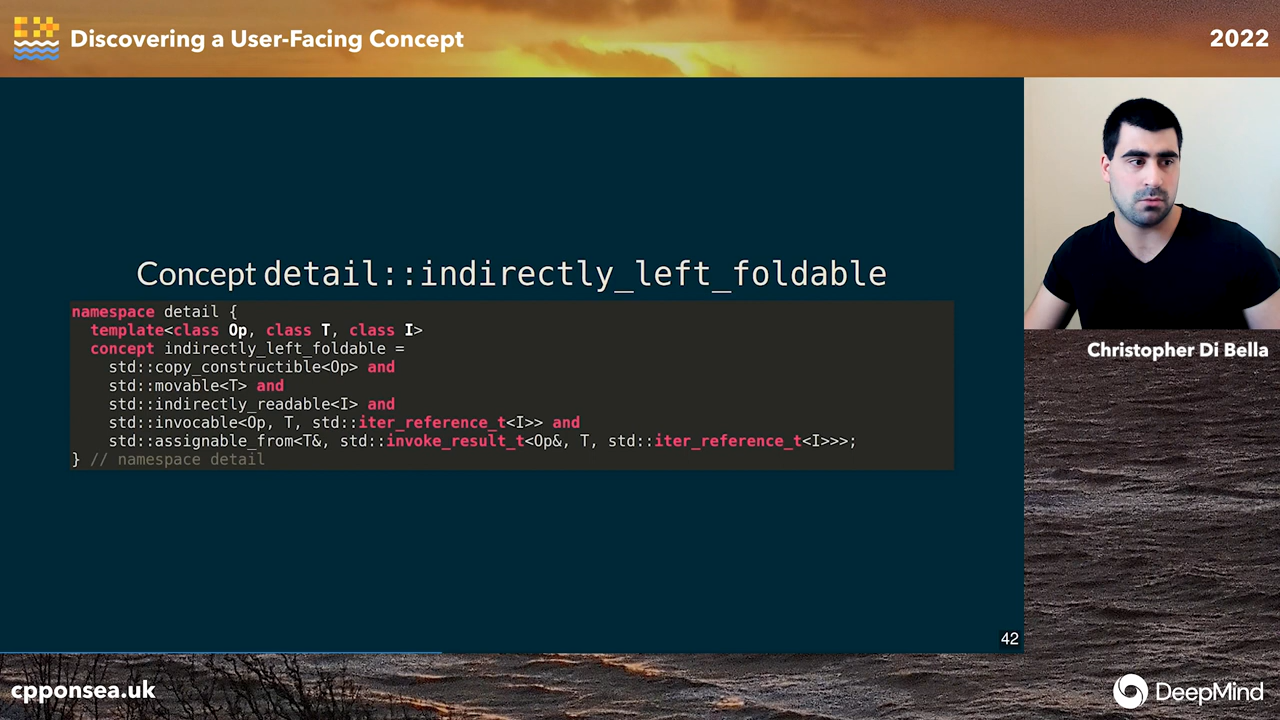 Discovering a User-Facing Concept
2022
Concept detail::indirectly_left_foldable
namespace detail {
  template<class Op, class T, class I>
  concept indirectly_left_foldable =
    std::copy_constructible<Op> and
    std::movable<T> and
    std::indirectly_readable<I> and
    std::invocable<Op, T, std::iter_reference_t<I>> and
    std::assignable_from<T&, std::invoke_result_t<Op&, T, std::iter_reference_t<I>>>;
} // namespace detail
42
Christopher Di Bella
cpponsea.uk
DeepMind